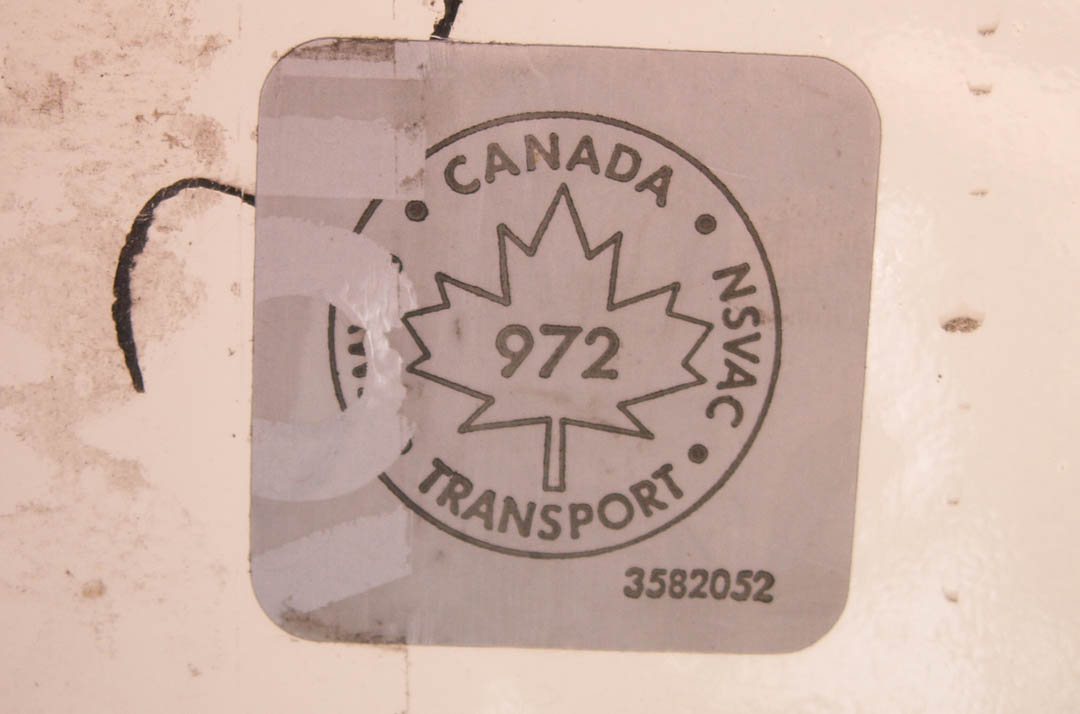 CANADA
NSVAC
972
TRANSPORT
3582052